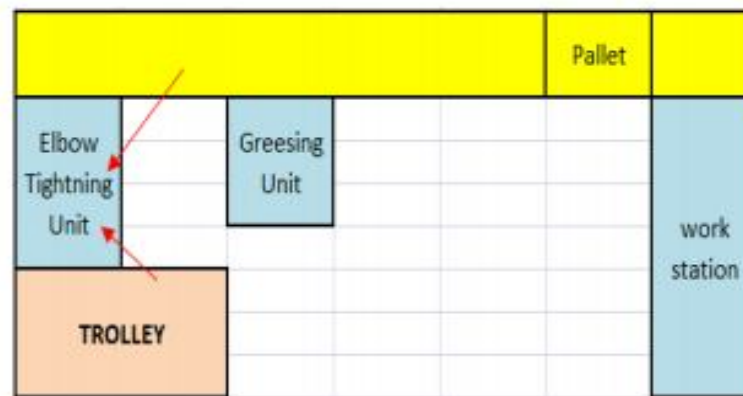 Pallet
Elbow
Tightning
Unit
Greesing
Unit
work
station
TROLLEY